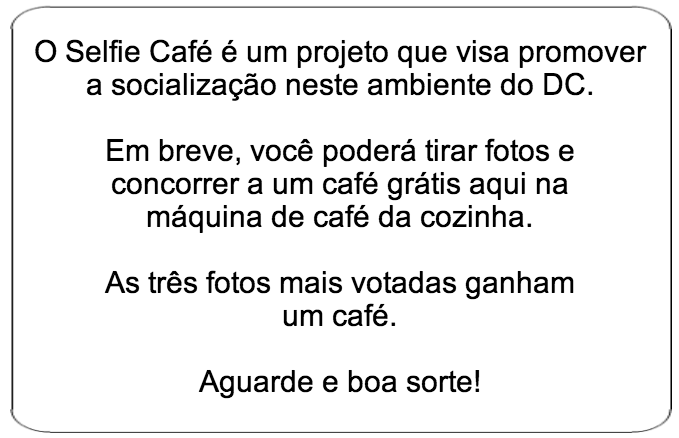 O Selfie Café é um projeto que visa promover
a socialização neste ambiente do DC.
Em breve, você poderá tirar fotos e
concorrer a um café grátis aqui na
máquina de café da cozinha.
As três fotos mais votadas ganham
um café.
Aguarde e boa sorte!